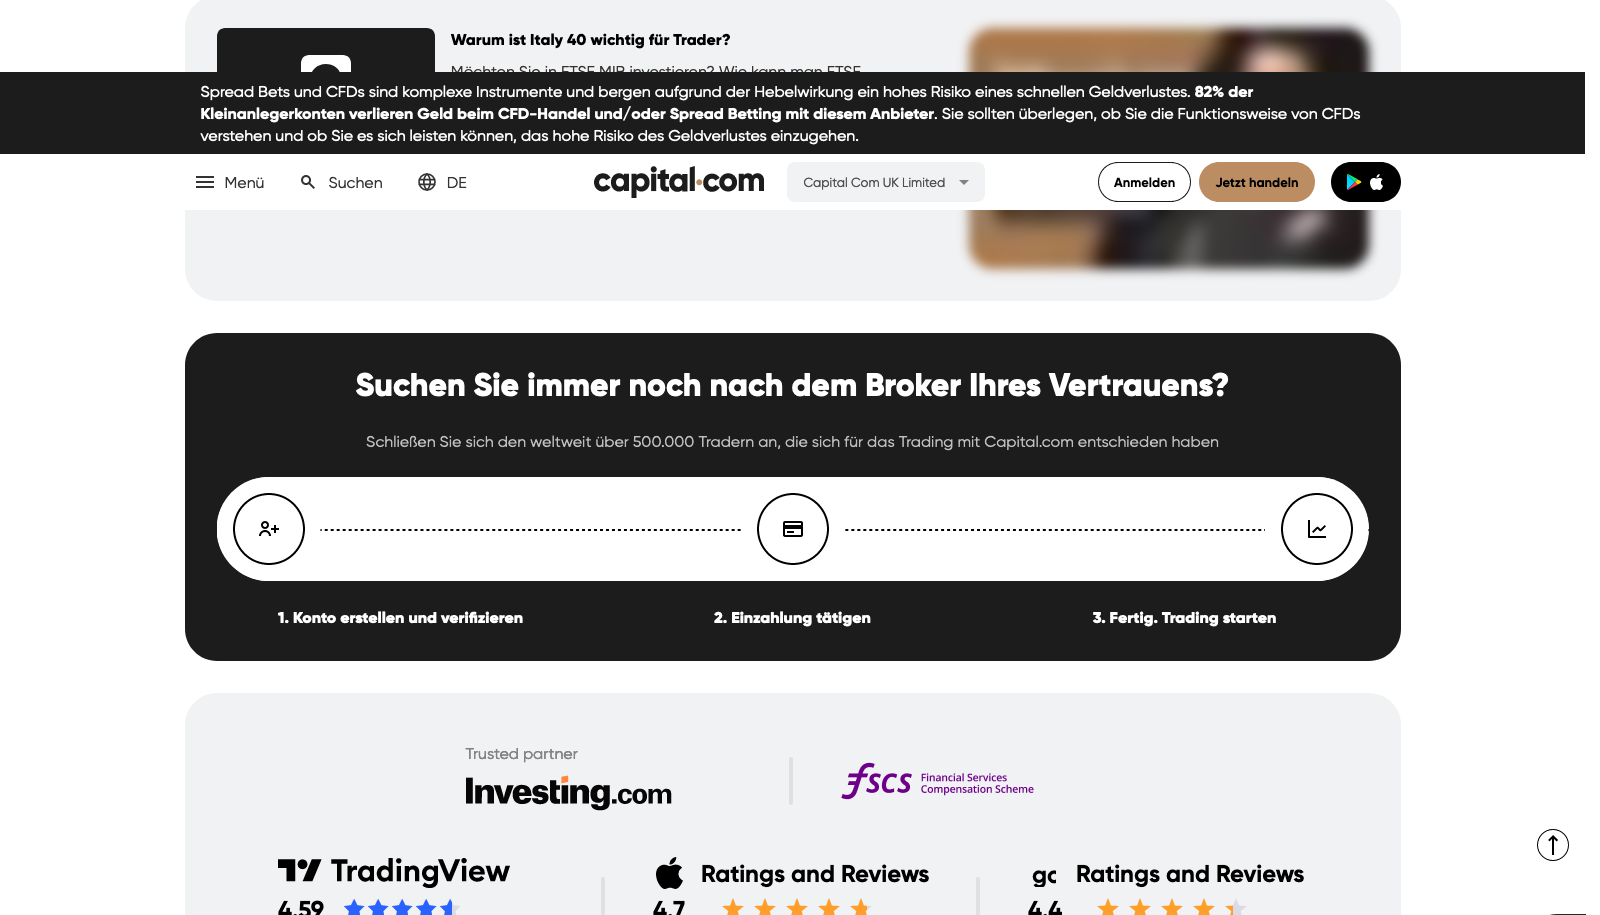 Warum ist Italy 40 wichtig für Trader?
Möchten Sie in FTSE MIB investieren? Wie kann man FTSE
Spread Bets und CFDs sind komplexe Instrumente und bergen aufgrund der Hebelwirkung ein hohes Risiko eines schnellen Geldverlustes. 82% der
Kleinanlegerkonten verlieren Geld beim CFD-Handel und/oder Spread Betting mit diesem Anbieter. Sie sollten überlegen, ob Sie die Funktionsweise von CFDs
verstehen und ob Sie es sich leisten können, das hohe Risiko des Geldverlustes einzugehen.
Menü
Suchen
DE
capital.com
Capital Com UK Limited
Anmelden
Jetzt handeln
Suchen Sie immer noch nach dem Broker Ihres Vertrauens?
Schließen Sie sich den weltweit über 500.000 Tradern an, die sich für das Trading mit Capital.com entschieden haben
1. Konto erstellen und verifizieren
2. Einzahlung tätigen
3. Fertig. Trading starten
Trusted partner
Investing.com
fscs Financial Services
Compensation Scheme
TradingView
Ratings and Reviews
Ratings and Reviews
4.59
4.7
4.4